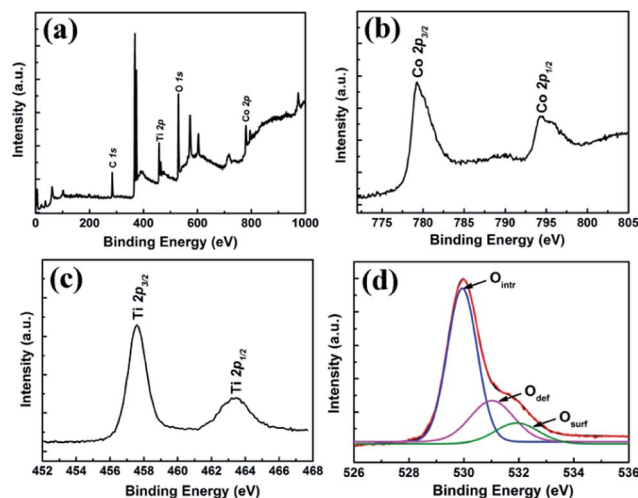 (a)
Intensity (a.u.)
C 1s
Ti 2p
O 1s
Co 2p
0 200 400 600 800 1000
Binding Energy (eV)
(b)
Intensity (a.u.)
Co 2p3/2
Co 2p1/2
775 780 785 790 795 800 805
Binding Energy (eV)
(c)
Intensity (a.u.)
Ti 2p3/2
Ti 2p1/2
452 454 456 458 460 462 464 466 468
Binding Energy (eV)
(d)
Intensity (a.u.)
Ointr
Odef
Osurf
526 528 530 532 534 536
Binding Energy (eV)